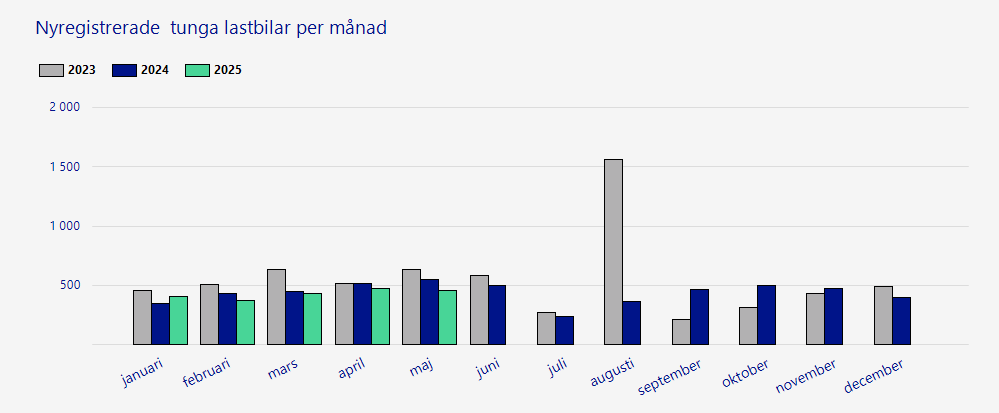 Nyregistrerade  tunga lastbilar per månad
2023 2024 2025
2 000
1 500
1 000
500
januari februari mars april maj juni juli augusti september oktober november december